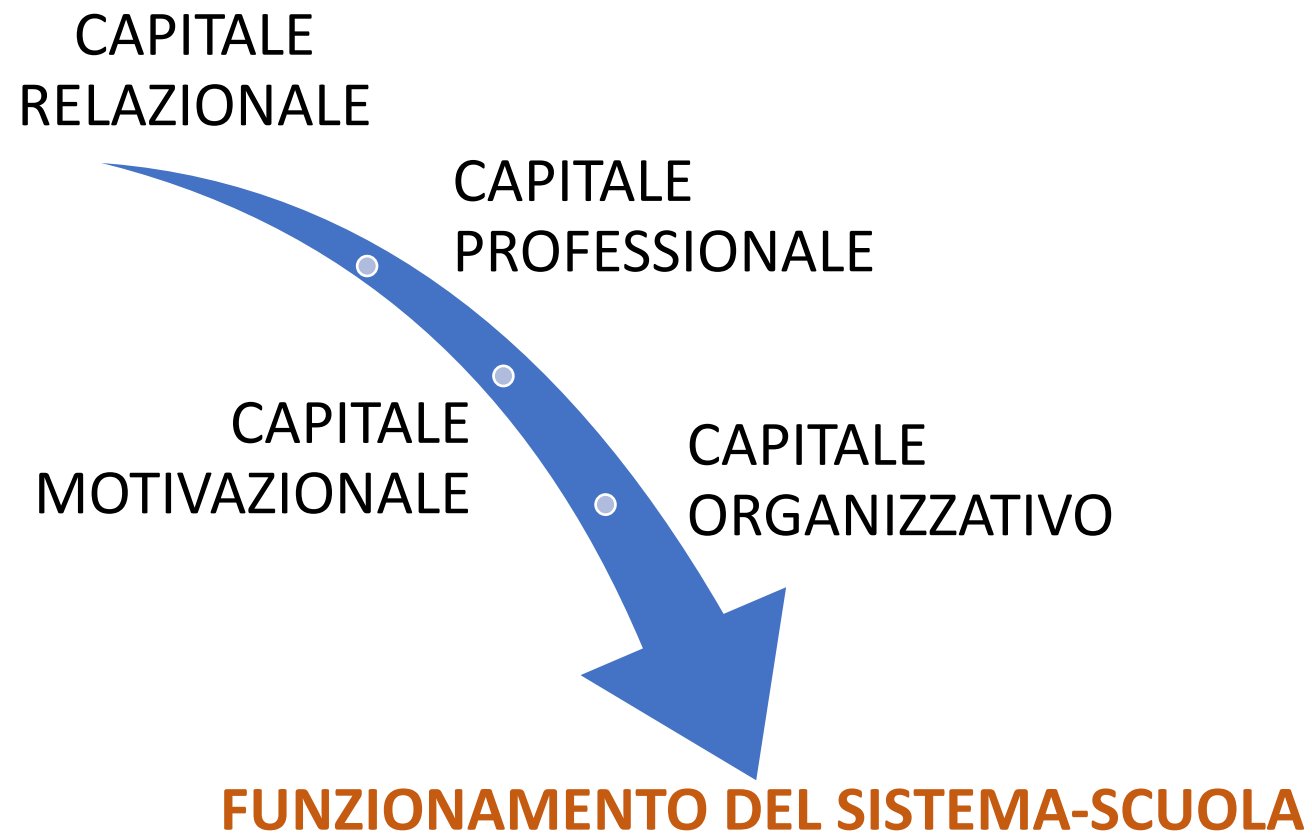 CAPITALE
RELAZIONALE
CAPITALE
PROFESSIONALE
CAPITALE
MOTIVAZIONALE
CAPITALE
ORGANIZZATIVO
FUNZIONAMENTO DEL SISTEMA-SCUOLA